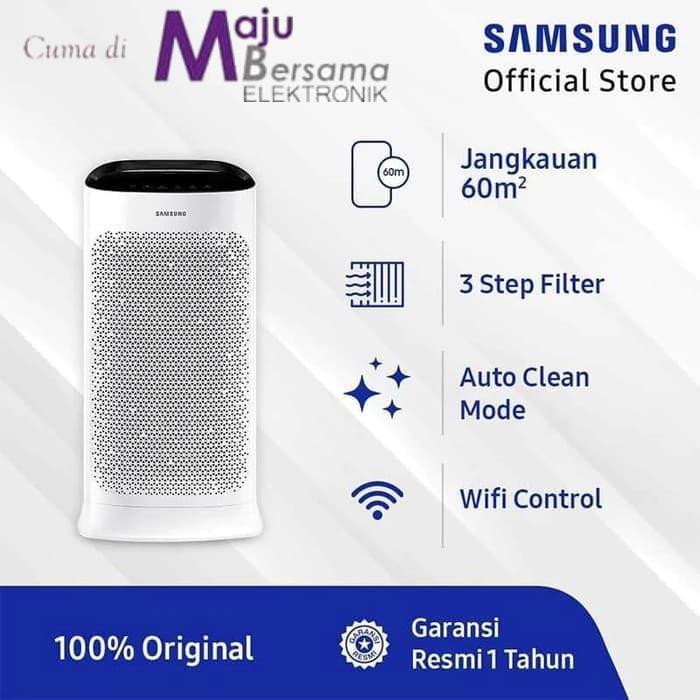 Cuma di
Maju
Bersama
ELEKTRONIK
SAMSUNG
Official Store
SAMSUNG
60m
Jangkauan
60m²
3 Step Filter
Auto Clean
Mode
Wifi Control
100% Original
GARANSI
RESMI
Garansi
Resmi 1 Tahun